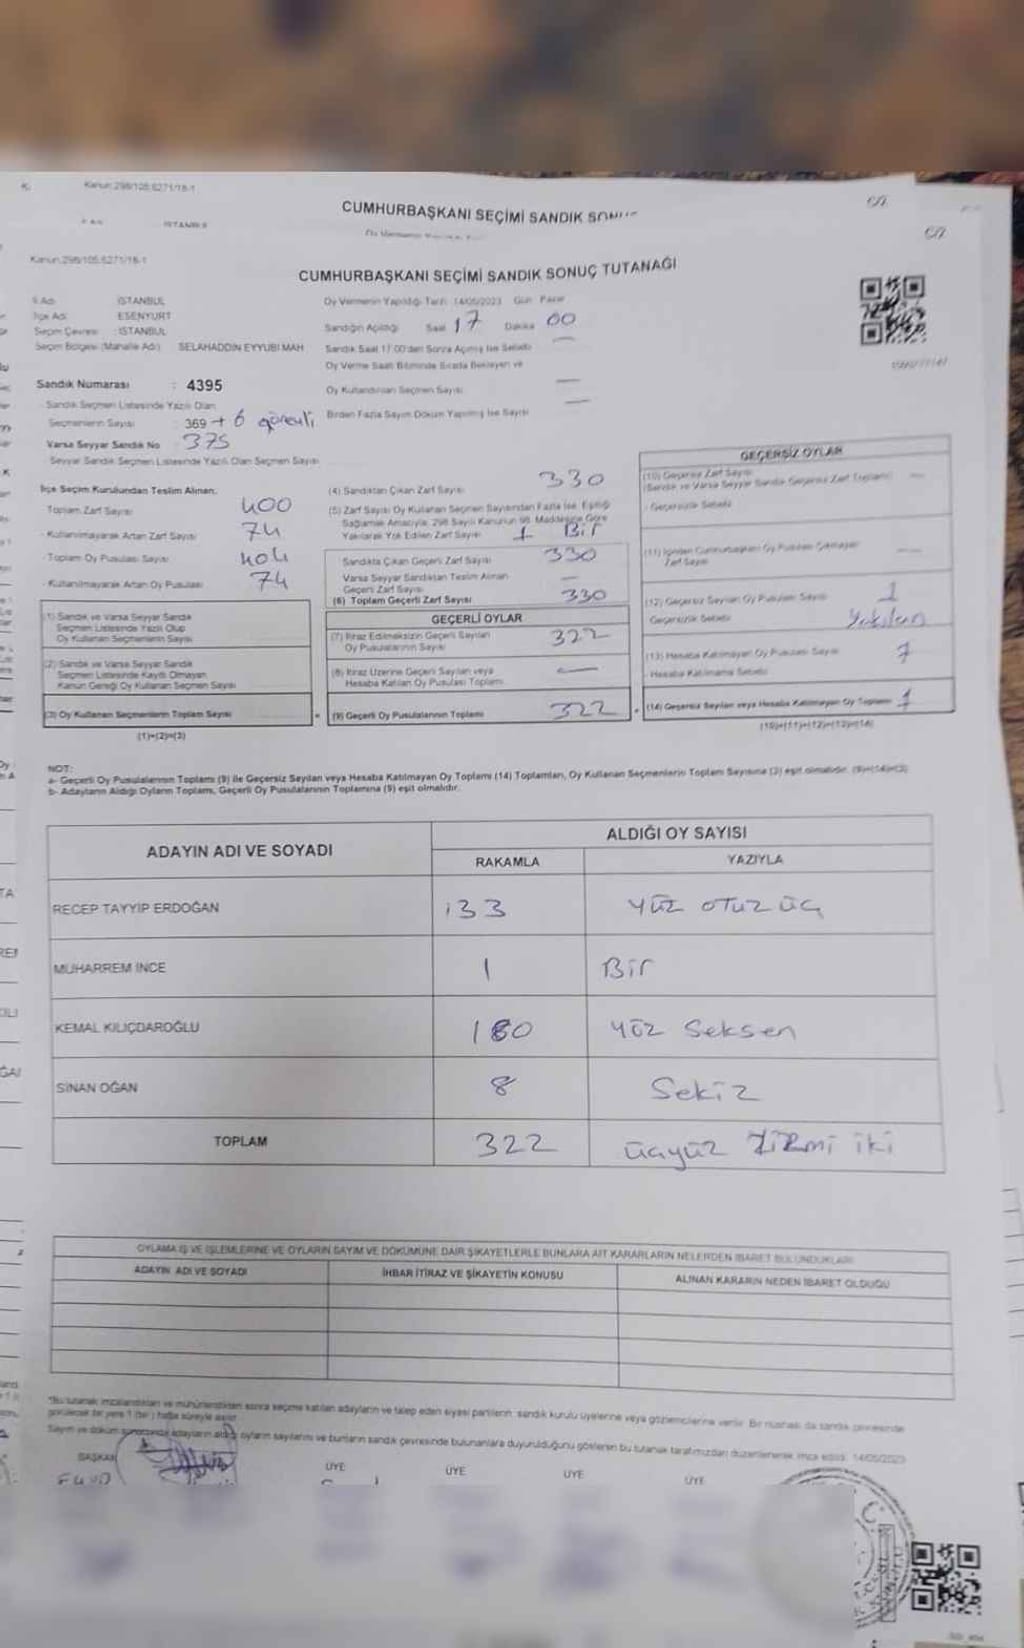 Kanun:298/105;6271/18-1
CUMHURBAŞKANI SEÇİMİ SANDIK
İSTANBUL
Kanun:298/105;6271/18-1
CUMHURBAŞKANI SEÇİMİ SANDIK SONUÇ TUTANAĞI
İl Adı İSTANBUL
İlçe Adı ESENYURT
Seçim Çevresi : İSTANBUL
Seçim Bölgesi (Mahalle Adı) SELAHADDİN EYYUBİ MAH
Oy Vermenin Yapıldığı Tarih : 14/05/2023 Gün Pazar
Sandığın Açıldığı Saat 17 Dakika 00
Sandık Saat 17:00'den Sonra Açılmış İse Sebebi
Oy Verme Saati Bitiminde Sırada Bekleyen ve
Oy Kullandırılan Seçmen Sayısı
Birden Fazla Sayım Döküm Yapılmış İse Sayısı
Sandık Numarası : 4395
Sandık Seçmen Listesinde Yazılı Olan
Seçmenlerin Sayısı 369 + 6 görevli
375
Varsa Seyyar Sandık No
Seyyar Sandık Seçmen Listesinde Yazılı Olan Seçmen Sayısı
İlçe Seçim Kurulundan Teslim Alınan,
Toplam Zarf Sayısı 400
- Kullanılmayarak Artan Zarf Sayısı 74
- Toplam Oy Pusulası Sayısı 404
- Kullanılmayarak Artan Oy Pusulası 74
(1) Sandık ve Varsa Seyyar Sandık
Seçmen Listesinde Yazılı Olup
Oy Kullanan Seçmenlerin Sayısı
(2) Sandık ve Varsa Seyyar Sandık
Seçmen Listesinde Kayıtlı Olmayan
Kanun Gereği Oy Kullanan Seçmen Sayısı
(3) Oy Kullanan Seçmenlerin Toplam Sayısı
(1)+(2)=(3)
(4) Sandıktan Çıkan Zarf Sayısı 330
(5) Zarf Sayısı Oy Kullanan Seçmen Sayısından Fazla İse, Eşitliği
Sağlamak Amacıyla, 298 Sayılı Kanunun 98. Maddesine Göre
Yakılarak Yok Edilen Zarf Sayısı 1 Bir
Sandıkta Çıkan Geçerli Zarf Sayısı 330
Varsa Seyyar Sandıktan Teslim Alınan
Geçerli Zarf Sayısı
(6) Toplam Geçerli Zarf Sayısı 330
GEÇERLİ OYLAR
(7) İtiraz Edilmeksizin Geçerli Sayılan
Oy Pusulalarının Sayısı 322
(8) İtiraz Üzerine Geçerli Sayılan veya
Hesaba Katılan Oy Pusulası Toplamı
(9) Geçerli Oy Pusulalarının Toplamı 322
GEÇERSİZ OYLAR
(10) Geçersiz Zarf Sayısı
(Sandık ve Varsa Seyyar Sandık Geçersiz Zarf Toplamı)
- Geçersizlik Sebebi
(11) İçinden Cumhurbaşkanı Oy Pusulası Çıkmayan
Zarf Sayısı
(12) Geçersiz Sayılan Oy Pusulası Sayısı 1
Geçersizlik Sebebi Yakılan
(13) Hesaba Katılmayan Oy Pusulası Sayısı 7
- Hesaba Katılmama Sebebi
(14) Geçersiz Sayılan veya Hesaba Katılmayan Oy Toplamı
(10)+(11)+(12)+(13)=(14)
NOT:
a- Geçerli Oy Pusulalarının Toplamı (9) ile Geçersiz Sayılan veya Hesaba Katılmayan Oy Toplamı (14) Toplamları, Oy Kullanan Seçmenlerin Toplam Sayısına (3) eşit olmalıdır. (9)+(14)=(3)
b- Adayların Aldığı Oyların Toplamı, Geçerli Oy Pusulalarının Toplamına (9) eşit olmalıdır.
ADAYIN ADI VE SOYADI
ALDIĞI OY SAYISI
RAKAMLA YAZIYLA
RECEP TAYYİP ERDOĞAN 133 YÜZ OTUZ ÜÇ
MUHARREM İNCE 1 Bir
KEMAL KILIÇDAROĞLU 180 YÜZ Seksen
SİNAN OĞAN 8 Sekiz
TOPLAM 322 üçyüz YİRmi iki
OYLAMA İŞ VE İŞLEMLERİNE VE OYLARIN SAYIM VE DÖKÜMÜNE DAİR ŞİKAYETLERLE BUNLARA AİT KARARLARIN NELERDEN İBARET BULUNDUKLARI
ADAYIN ADI VE SOYADI İHBAR İTİRAZ VE ŞİKAYETİN KONUSU ALINAN KARARIN NEDEN İBARET OLDUĞU
*Bu tutanak imzalandıktan ve mühürlendikten sonra seçime katılan adayların ve talep eden siyasi partilerin sandık kurulu üyelerine veya gözlemcilerine verilir. Bir nüshası da sandık çevresinde
görülecek bir yere 1 (bir) hafta süreyle asılır.
Sayım ve döküm sonucunda adayların aldığı oyların sayılarını ve bunların sandık çevresinde bulunanlara duyurulduğunu gösteren bu tutanak tarafımızdan düzenlenerek imza edildi. 14/05/2023
BAŞKAN ÜYE ÜYE ÜYE ÜYE